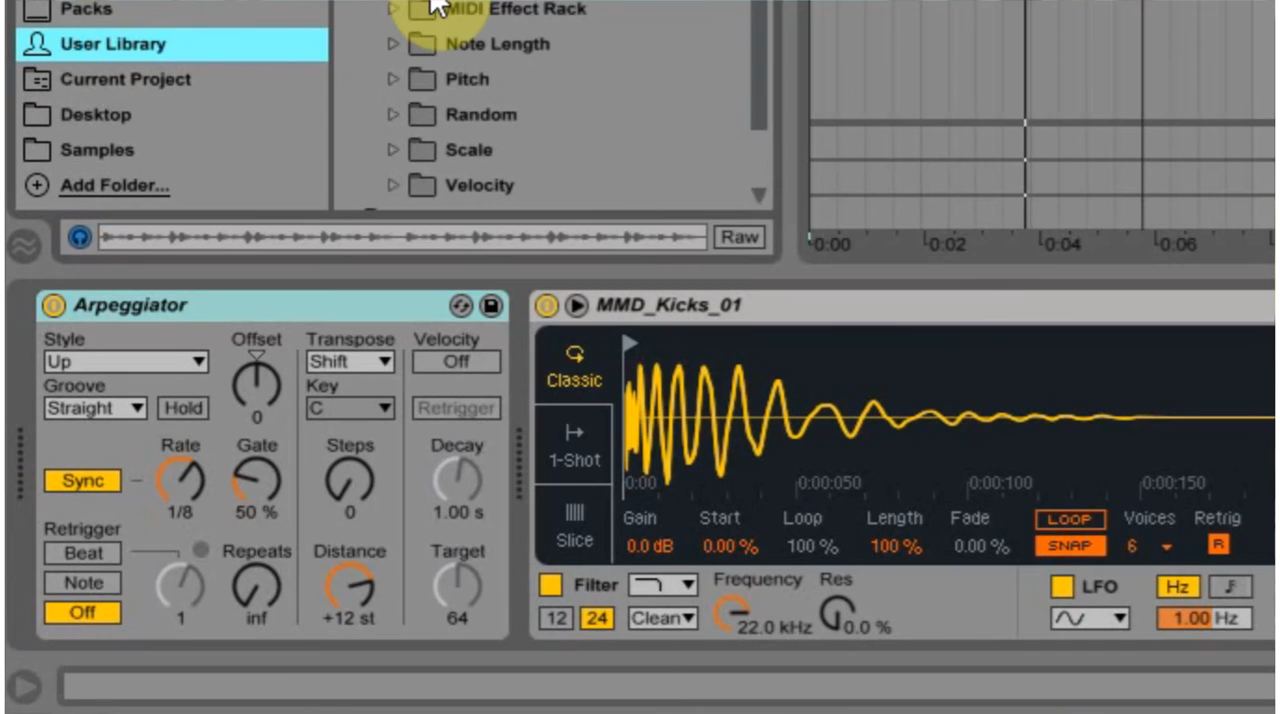 Packs
MIDI Effect Rack
User Library
Note Length
Current Project
Pitch
Desktop
Random
Samples
Scale
Add Folder...
Velocity
Raw
0:00
0:02
0:04
0:06
Arpeggiator
Style
Offset
Transpose
Velocity
Up
Shift
Off
Groove
Key
Straight
Hold
0
C
Retrigger
Rate
Gate
Steps
Decay
Sync
1/8
50 %
0
1.00 s
Retrigger
Beat
Repeats
Distance
Target
Note
Off
1
inf
+12 st
64
MMD_Kicks_01
Classic
1-Shot
Slice
0:00
0:00:050
0:00:100
0:00:150
Gain
Start
Loop
Length
Fade
LOOP
Voices
Retrig
0.0 dB
0.00 %
100 %
100 %
0.00 %
SNAP
6
R
Filter
Frequency
Res
LFO
Hz
12
24
Clean
22.0 kHz
0.0 %
1.00 Hz